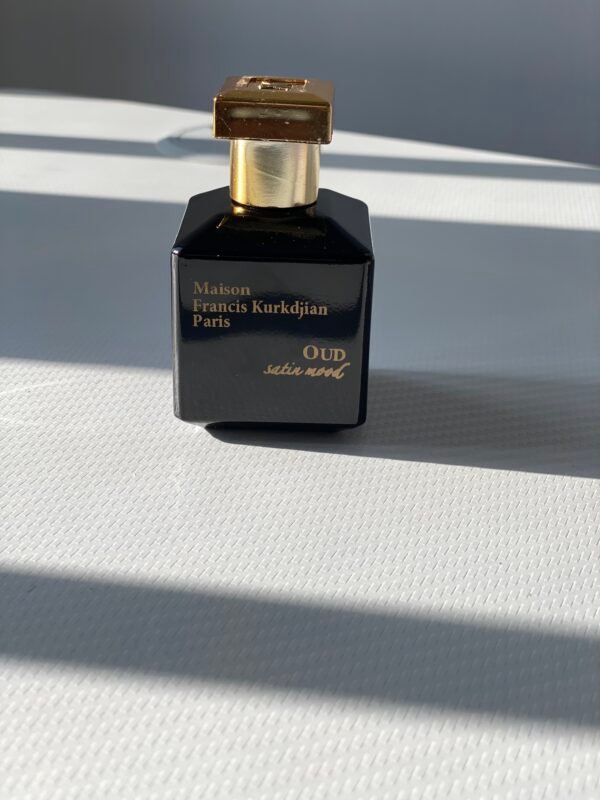 Maison
Francis Kurkdjian
Paris
OUD
satin mood